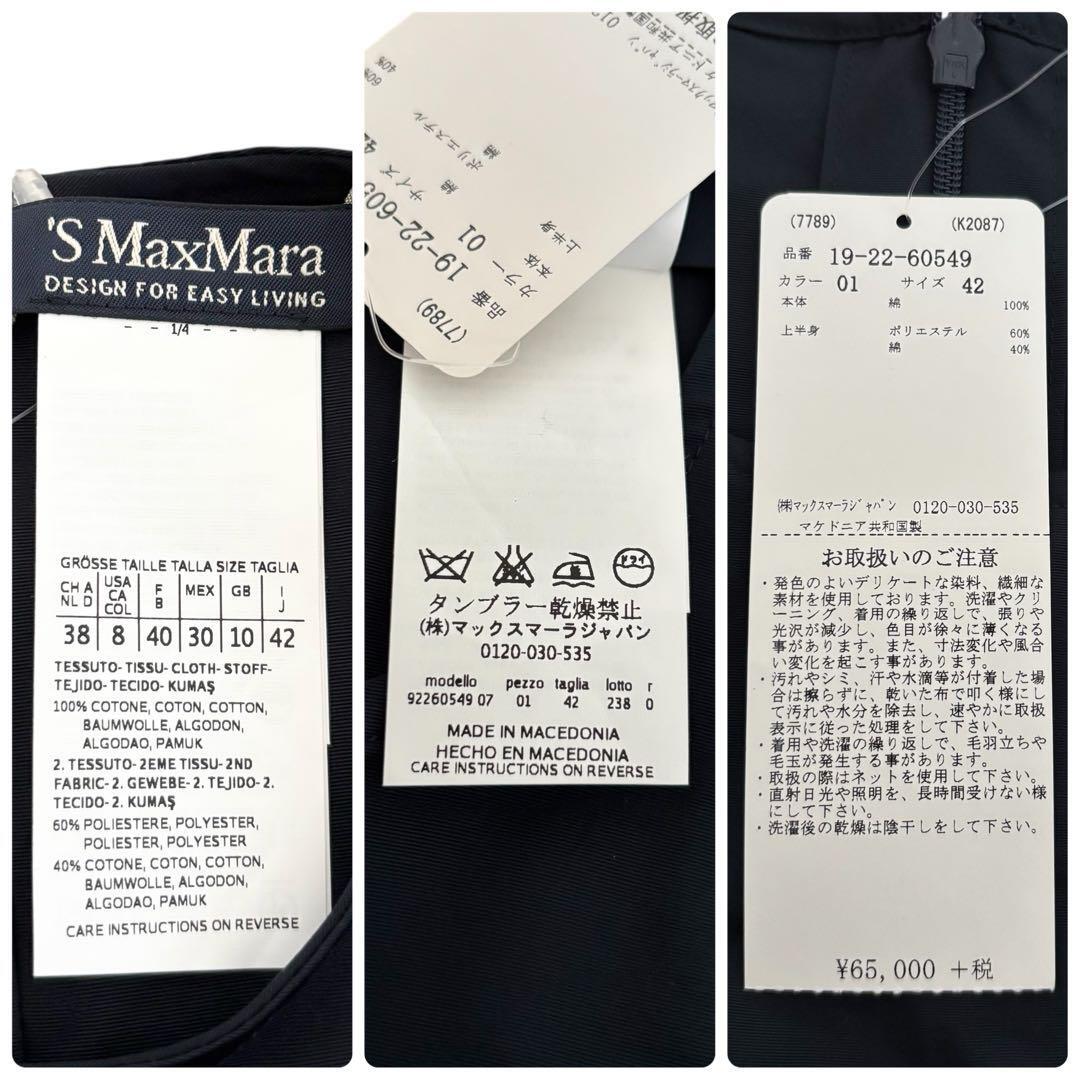 'S MaxMara
DESIGN FOR EASY LIVING
- - 1/4 - -
GRÖSSE TAILLE TALLA SIZE TAGLIA
CH A NL D
USA CA COL
F B
MEX
GB
I J
38 8 40 30 10 42
TESSUTO- TISSU- CLOTH- STOFF-
TEJIDO- TECIDO- KUMAŞ
100% COTONE, COTON, COTTON,
BAUMWOLLE, ALGODON,
ALGODAO, PAMUK
2. TESSUTO- 2EME TISSU- 2ND
FABRIC- 2. GEWEBE- 2. TEJIDO- 2.
TECIDO- 2. KUMAŞ
60% POLIESTERE, POLYESTER,
POLIESTER, POLYESTER
40% COTONE, COTON, COTTON,
BAUMWOLLE, ALGODON,
ALGODAO, PAMUK
CARE INSTRUCTIONS ON REVERSE
(7789)
品番 19-22-605
カラー 01 サイズ 4
本体 綿
上半身 ポリエステル 60%
綿 40%
ドライ
タンブラー乾燥禁止
(株)マックスマーラジャパン
0120-030-535
modello pezzo taglia lotto r
92260549 07 01 42 238 0
MADE IN MACEDONIA
HECHO EN MACEDONIA
CARE INSTRUCTIONS ON REVERSE
(7789) (K2087)
品番 19-22-60549
カラー 01 サイズ 42
本体 綿 100%
上半身 ポリエステル 60%
綿 40%
㈱マックスマーラジャパン 0120-030-535
マケドニア共和国製
お取扱いのご注意
・発色のよいデリケートな染料、繊細な
素材を使用しております。洗濯やクリ
ーニング、着用の繰り返しで、張りや
光沢が減少し、色目が徐々に薄くなる
事があります。また、寸法変化や風合
い変化を起こす事があります。
・汚れやシミ、汗や水滴等が付着した場
合は擦らずに、乾いた布で叩く様にし
て汚れや水分を除去し、速やかに取扱
表示に従った処理をして下さい。
・着用や洗濯の繰り返しで、毛羽立ちや
毛玉が発生する事があります。
・取扱の際はネットを使用して下さい。
・直射日光や照明を、長時間受けない様
にして下さい。
・洗濯後の乾燥は陰干しをして下さい。
¥65,000 +税